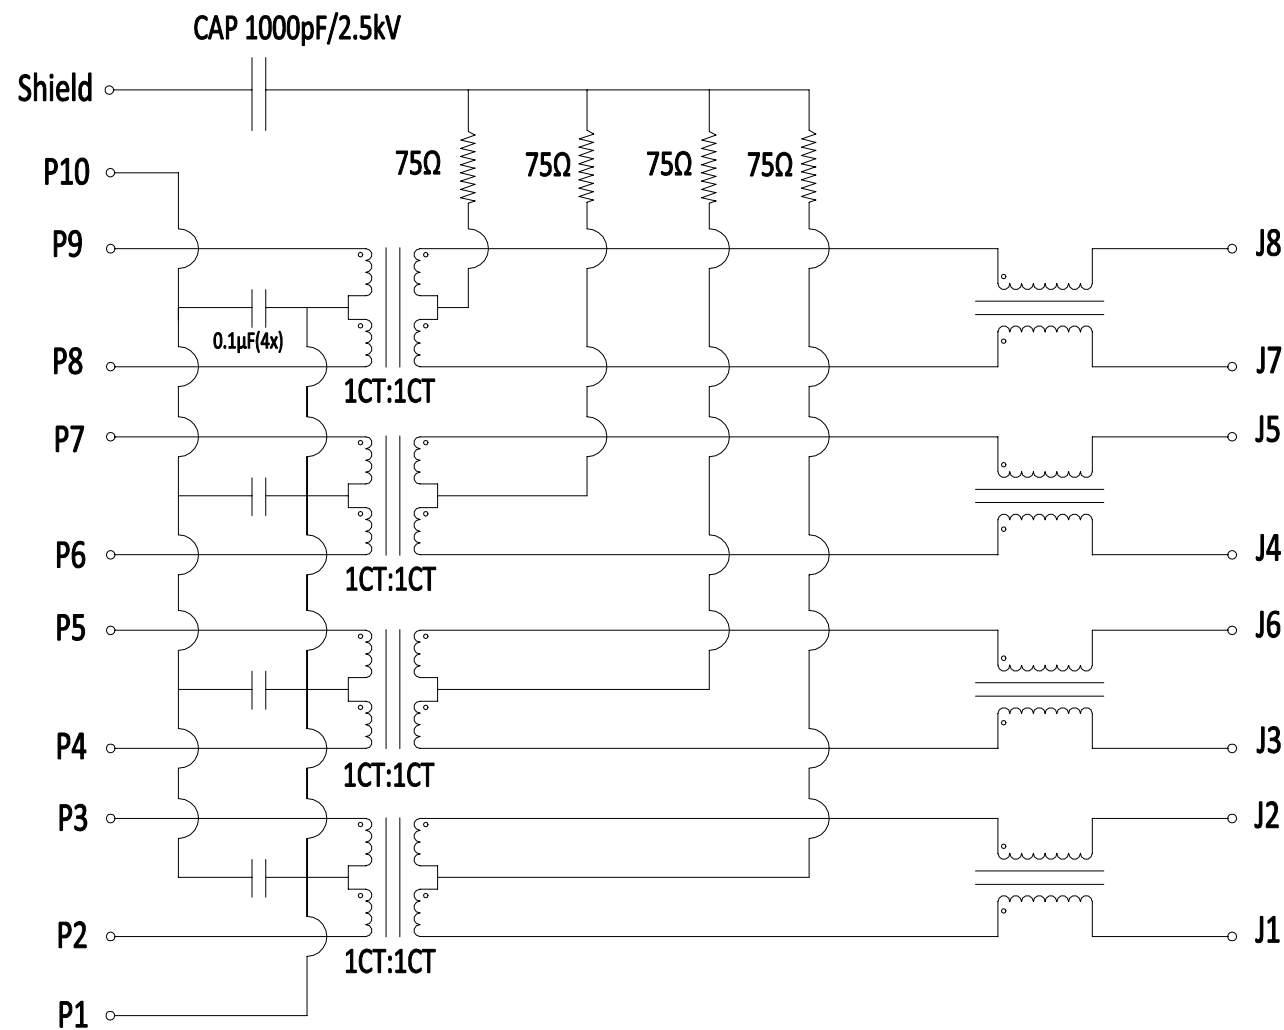 CAP 1000pF/2.5kV
Shield
P10
75Ω 75Ω 75Ω 75Ω
P9
J8
0.1µF(4x)
P8
J7
1CT:1CT
P7
J5
P6
J4
1CT:1CT
P5
J6
P4
J3
1CT:1CT
P3
J2
P2
J1
1CT:1CT
P1